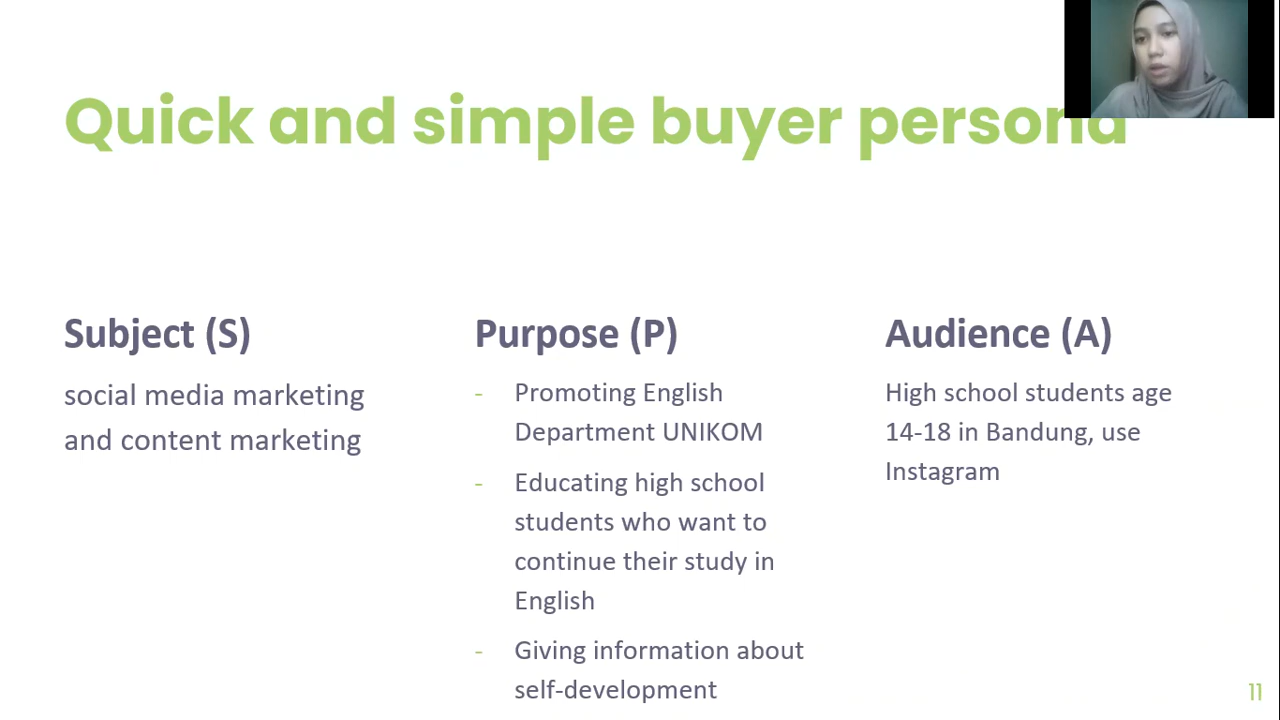 Quick and simple buyer persona
Subject (S)
social media marketing
and content marketing
Purpose (P)
- Promoting English
Department UNIKOM
- Educating high school
students who want to
continue their study in
English
- Giving information about
self-development
Audience (A)
High school students age
14-18 in Bandung, use
Instagram
11